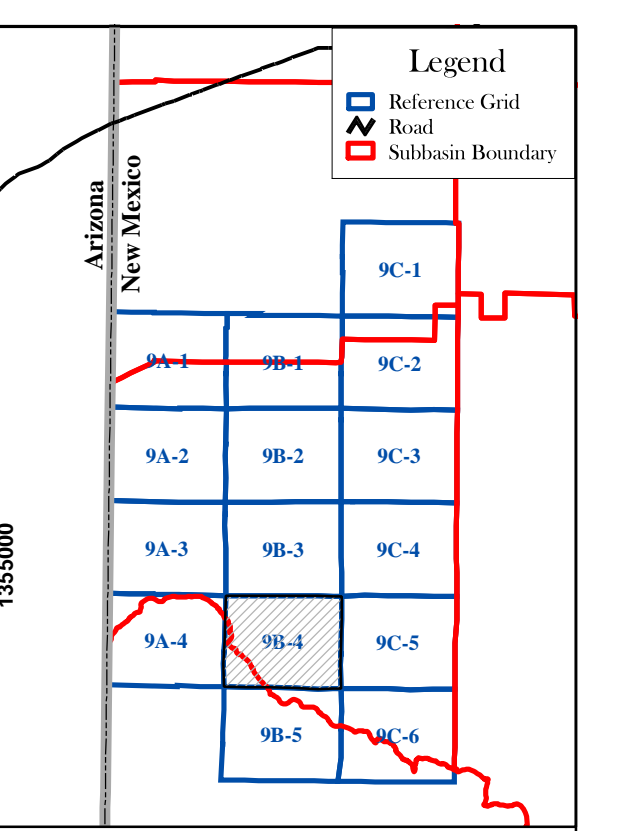 Legend
Reference Grid
Road
Subbasin Boundary
Arizona
New Mexico
9C-1
9A-1 9B-1 9C-2
9A-2 9B-2 9C-3
9A-3 9B-3 9C-4
1355000
9A-4 9B-4 9C-5
9B-5 9C-6